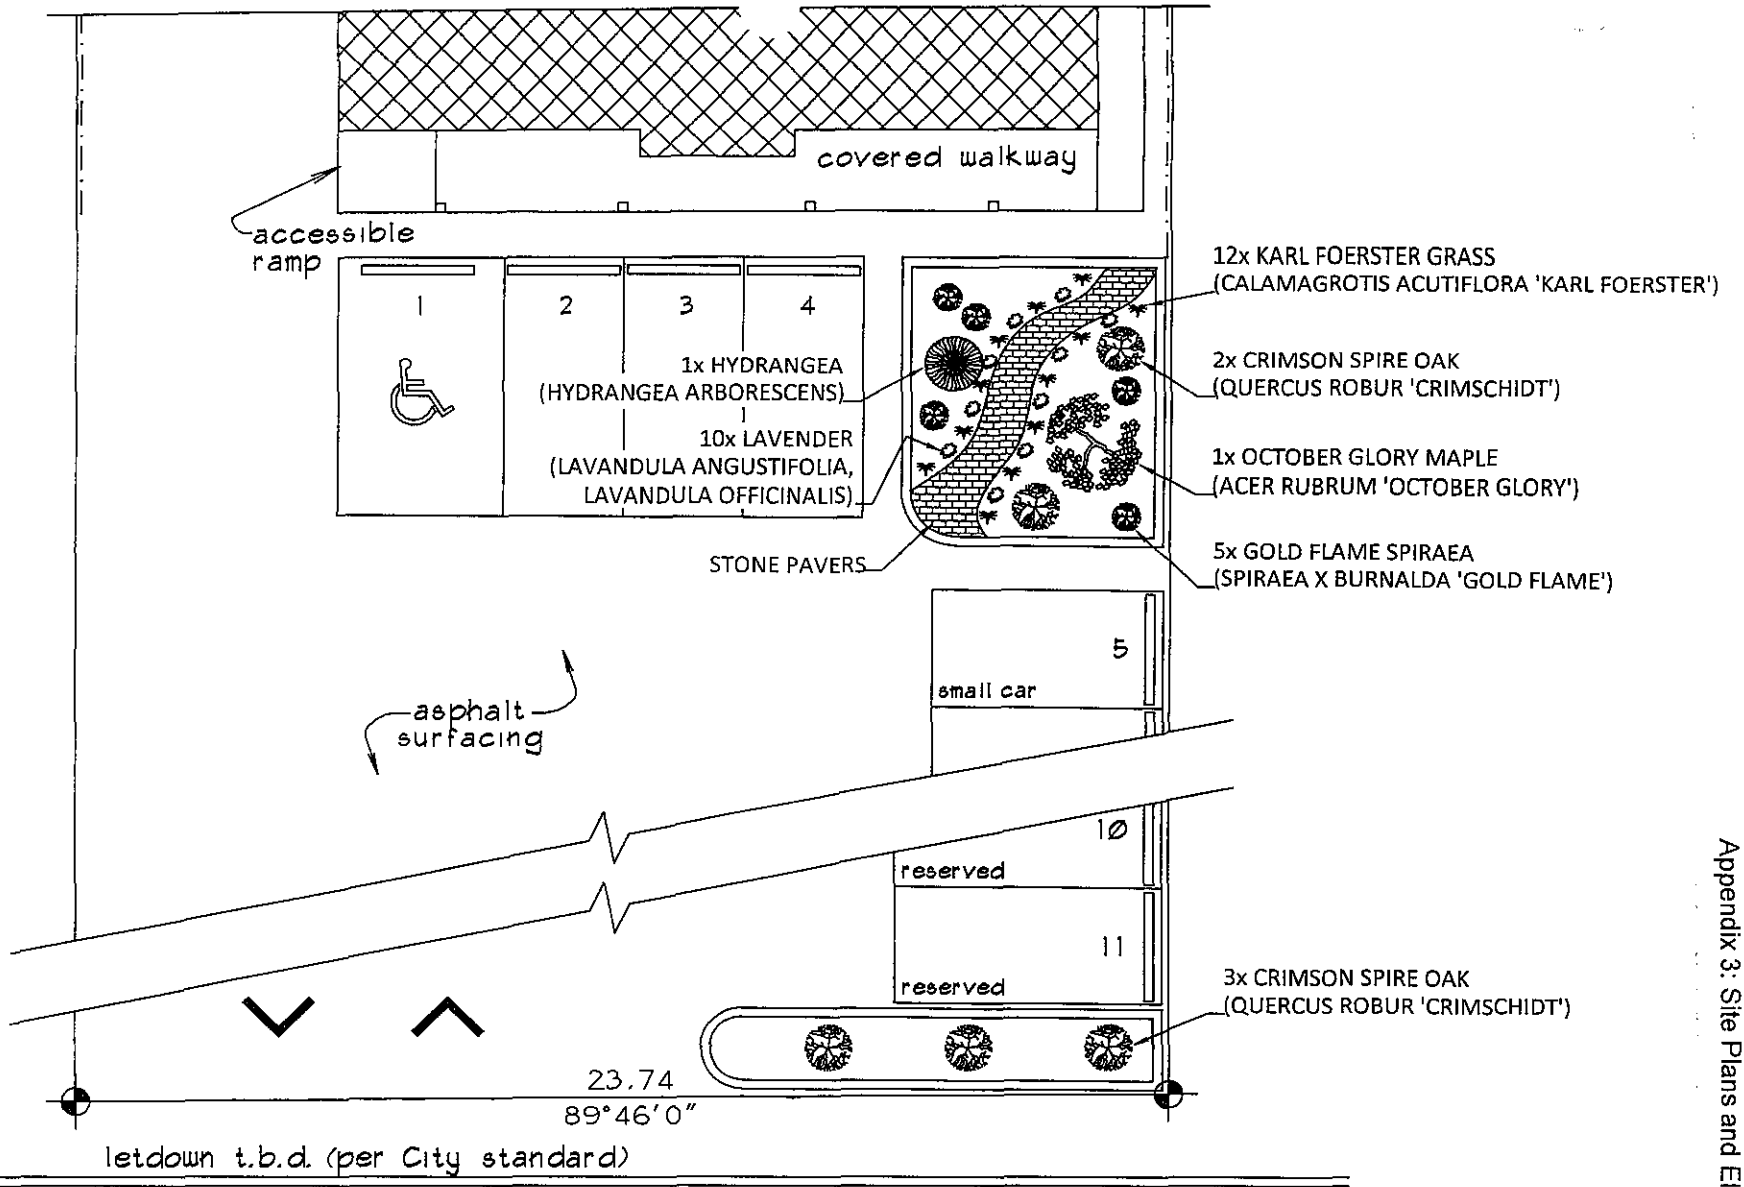 covered walkway
accessible
ramp
1
2
3
4
12x KARL FOERSTER GRASS
(CALAMAGROTIS ACUTIFLORA 'KARL FOERSTER')
1x HYDRANGEA
(HYDRANGEA ARBORESCENS)
2x CRIMSON SPIRE OAK
(QUERCUS ROBUR 'CRIMSCHIDT')
10x LAVENDER
(LAVANDULA ANGUSTIFOLIA,
LAVANDULA OFFICINALIS)
1x OCTOBER GLORY MAPLE
(ACER RUBRUM 'OCTOBER GLORY')
STONE PAVERS
5x GOLD FLAME SPIRAEA
(SPIRAEA X BURNALDA 'GOLD FLAME')
5
small car
asphalt
surfacing
10
reserved
11
reserved
3x CRIMSON SPIRE OAK
(QUERCUS ROBUR 'CRIMSCHIDT')
23.74
89°46'0"
letdown t.b.d. (per City standard)
Appendix 3: Site Plans and